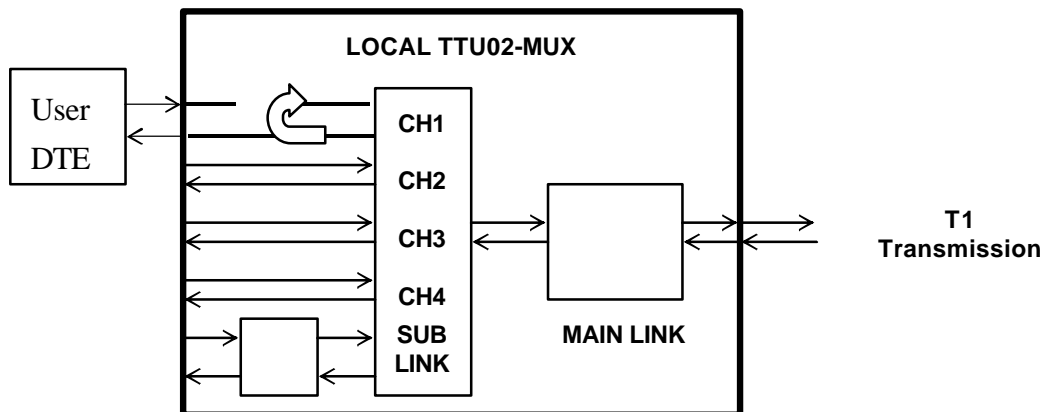 LOCAL TTU02-MUX
User
DTE
CH1
CH2
CH3
CH4
SUB
LINK
MAIN LINK
T1
Transmission